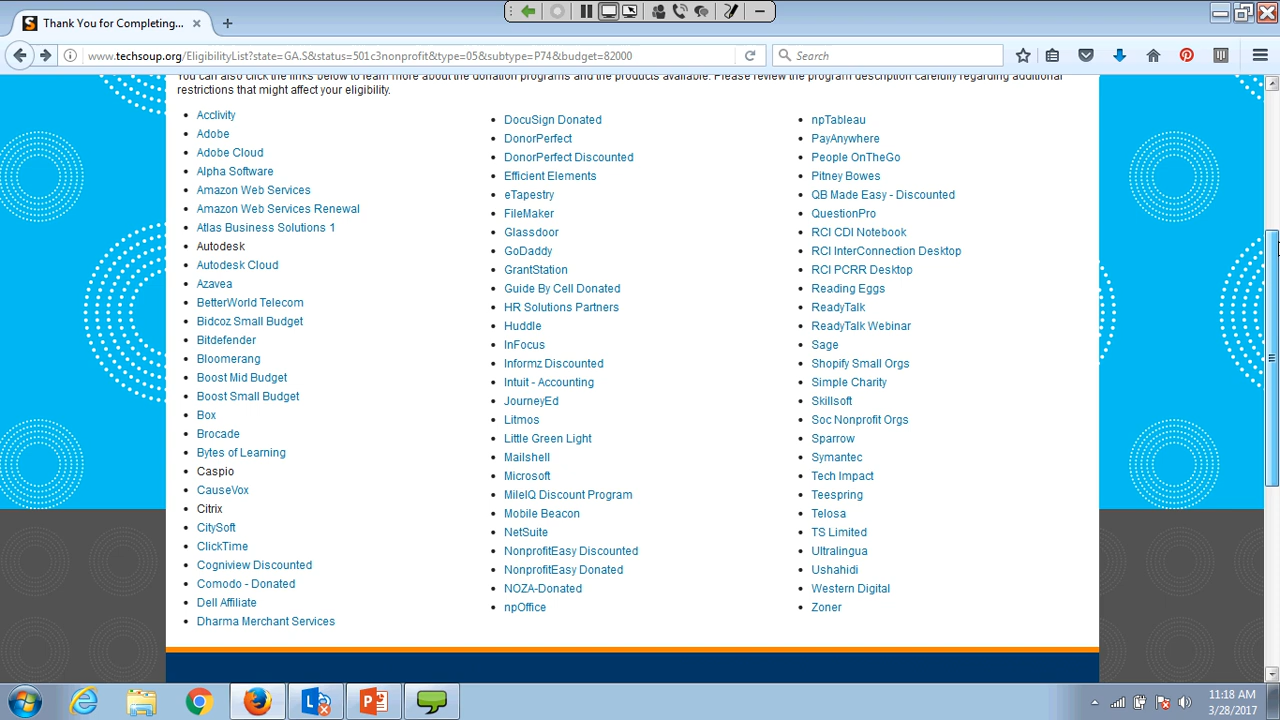 Thank You for Completing...
www.techsoup.org/EligibilityList?state=GA.S&status=501c3nonprofit&type=05&subtype=P74&budget=82000
Search
You can also click the links below to learn more about the donation programs and the products available. Please review the program description carefully regarding additional
restrictions that might affect your eligibility.
Acclivity
Adobe
Adobe Cloud
Alpha Software
Amazon Web Services
Amazon Web Services Renewal
Atlas Business Solutions 1
Autodesk
Autodesk Cloud
Azavea
BetterWorld Telecom
Bidcoz Small Budget
Bitdefender
Bloomerang
Boost Mid Budget
Boost Small Budget
Box
Brocade
Bytes of Learning
Caspio
CauseVox
Citrix
CitySoft
ClickTime
Cogniview Discounted
Comodo - Donated
Dell Affiliate
Dharma Merchant Services
DocuSign Donated
DonorPerfect
DonorPerfect Discounted
Efficient Elements
eTapestry
FileMaker
Glassdoor
GoDaddy
GrantStation
Guide By Cell Donated
HR Solutions Partners
Huddle
InFocus
Informz Discounted
Intuit - Accounting
JourneyEd
Litmos
Little Green Light
Mailshell
Microsoft
MileIQ Discount Program
Mobile Beacon
NetSuite
NonprofitEasy Discounted
NonprofitEasy Donated
NOZA-Donated
npOffice
npTableau
PayAnywhere
People OnTheGo
Pitney Bowes
QB Made Easy - Discounted
QuestionPro
RCI CDI Notebook
RCI InterConnection Desktop
RCI PCRR Desktop
Reading Eggs
ReadyTalk
ReadyTalk Webinar
Sage
Shopify Small Orgs
Simple Charity
Skillsoft
Soc Nonprofit Orgs
Sparrow
Symantec
Tech Impact
Teespring
Telosa
TS Limited
Ultralingua
Ushahidi
Western Digital
Zoner
11:18 AM
3/28/2017